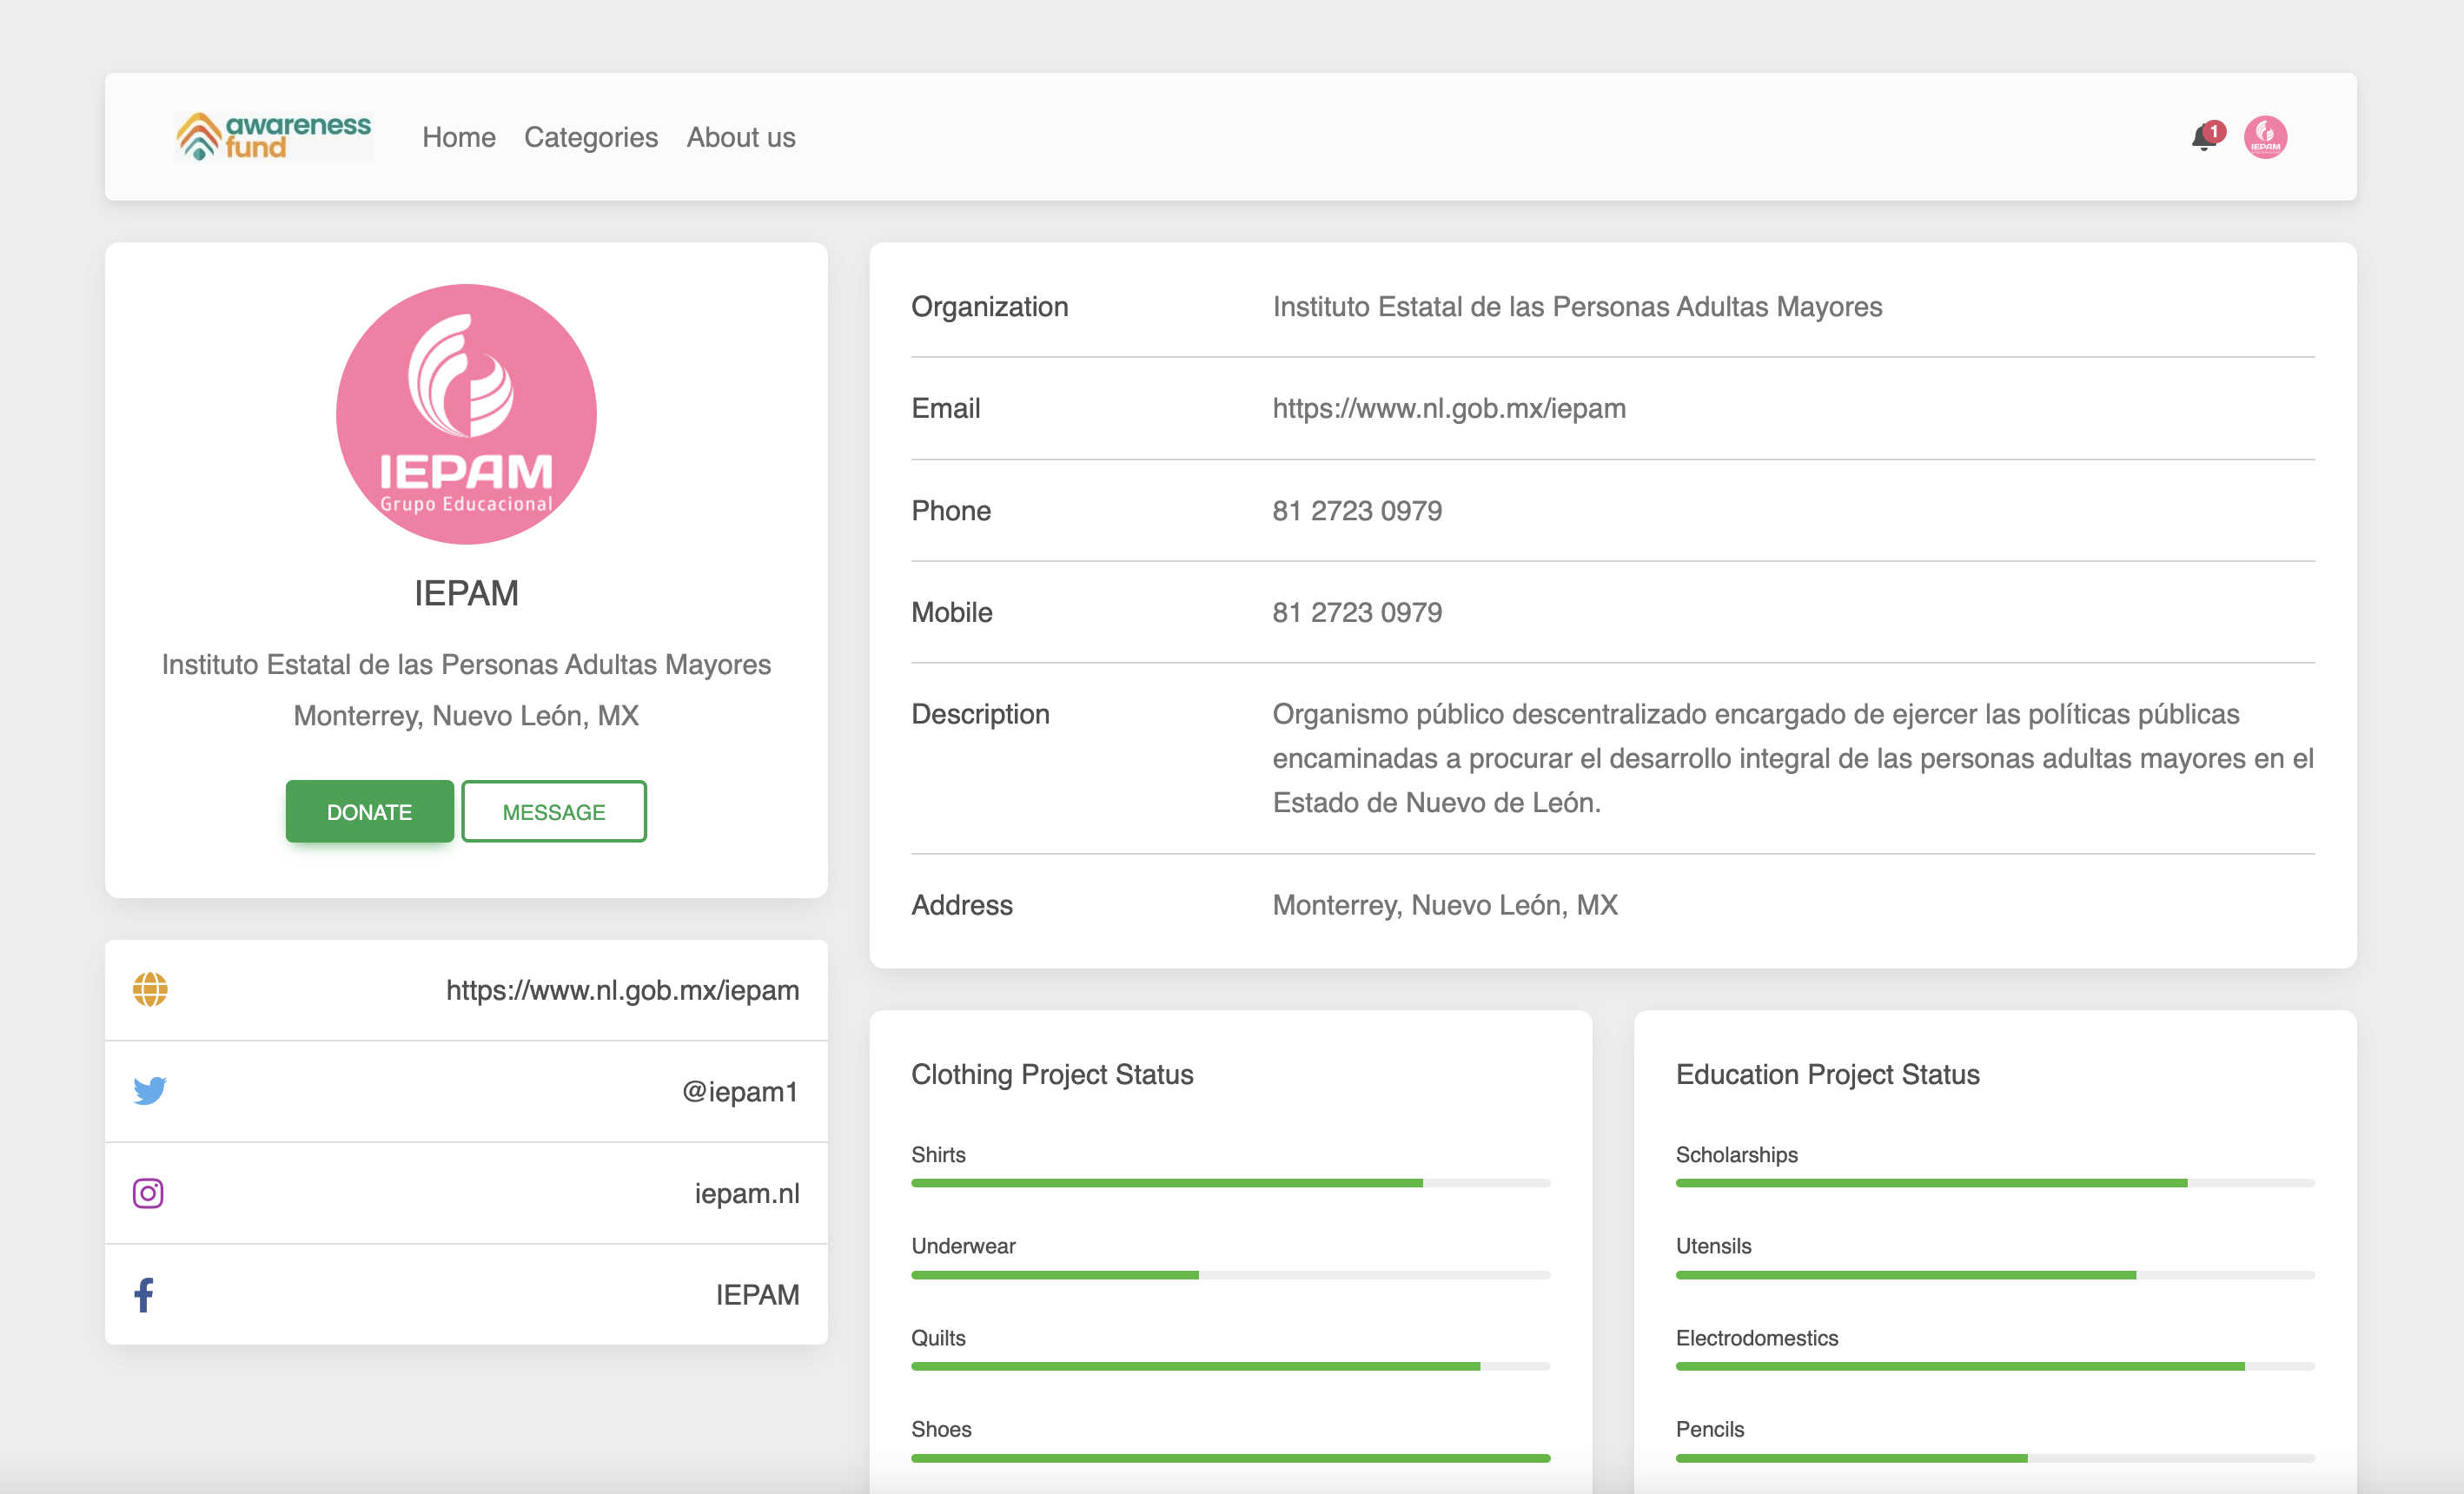 awareness
fund
Home
Categories
About us
1
IEPAM
IEPAM
Grupo Educacional
IEPAM
Instituto Estatal de las Personas Adultas Mayores
Monterrey, Nuevo León, MX
DONATE
MESSAGE
https://www.nl.gob.mx/iepam
@iepam1
iepam.nl
IEPAM
Organization
Instituto Estatal de las Personas Adultas Mayores
Email
https://www.nl.gob.mx/iepam
Phone
81 2723 0979
Mobile
81 2723 0979
Description
Organismo público descentralizado encargado de ejercer las políticas públicas
encaminadas a procurar el desarrollo integral de las personas adultas mayores en el
Estado de Nuevo de León.
Address
Monterrey, Nuevo León, MX
Clothing Project Status
Shirts
Underwear
Quilts
Shoes
Education Project Status
Scholarships
Utensils
Electrodomestics
Pencils